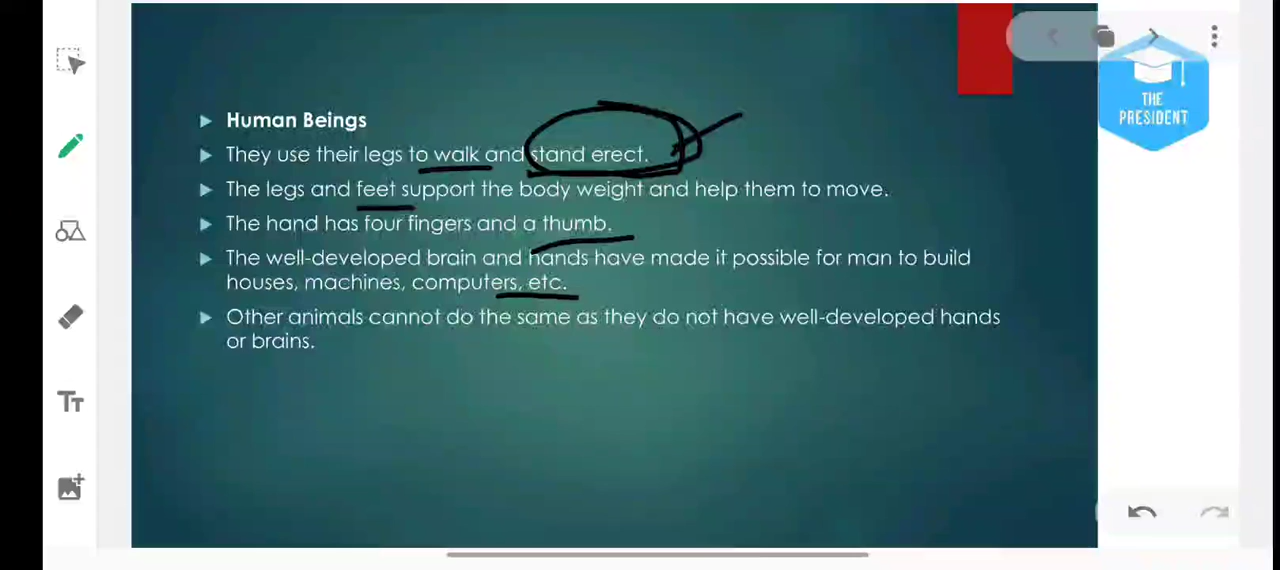 Human Beings
They use their legs to walk and stand erect.
The legs and feet support the body weight and help them to move.
The hand has four fingers and a thumb.
The well-developed brain and hands have made it possible for man to build
houses, machines, computers, etc.
Other animals cannot do the same as they do not have well-developed hands
or brains.
THE
PRESIDENT
TT